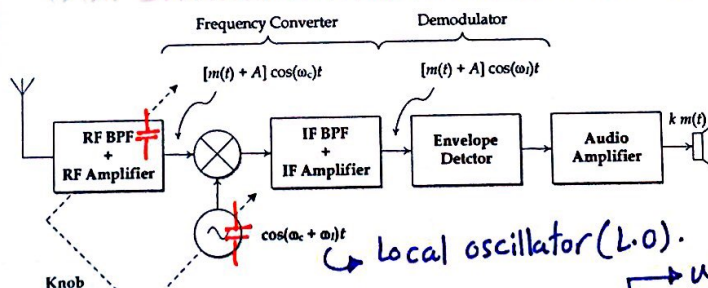 Frequency Converter
Demodulator
[m(t) + A] cos(ω_c)t
[m(t) + A] cos(ω_I)t
RF BPF
+
RF Amplifier
IF BPF
+
IF Amplifier
Envelope
Detctor
Audio
Amplifier
k m(t)
cos(ω_c + ω_I)t
Local oscillator (L.O).
Knob